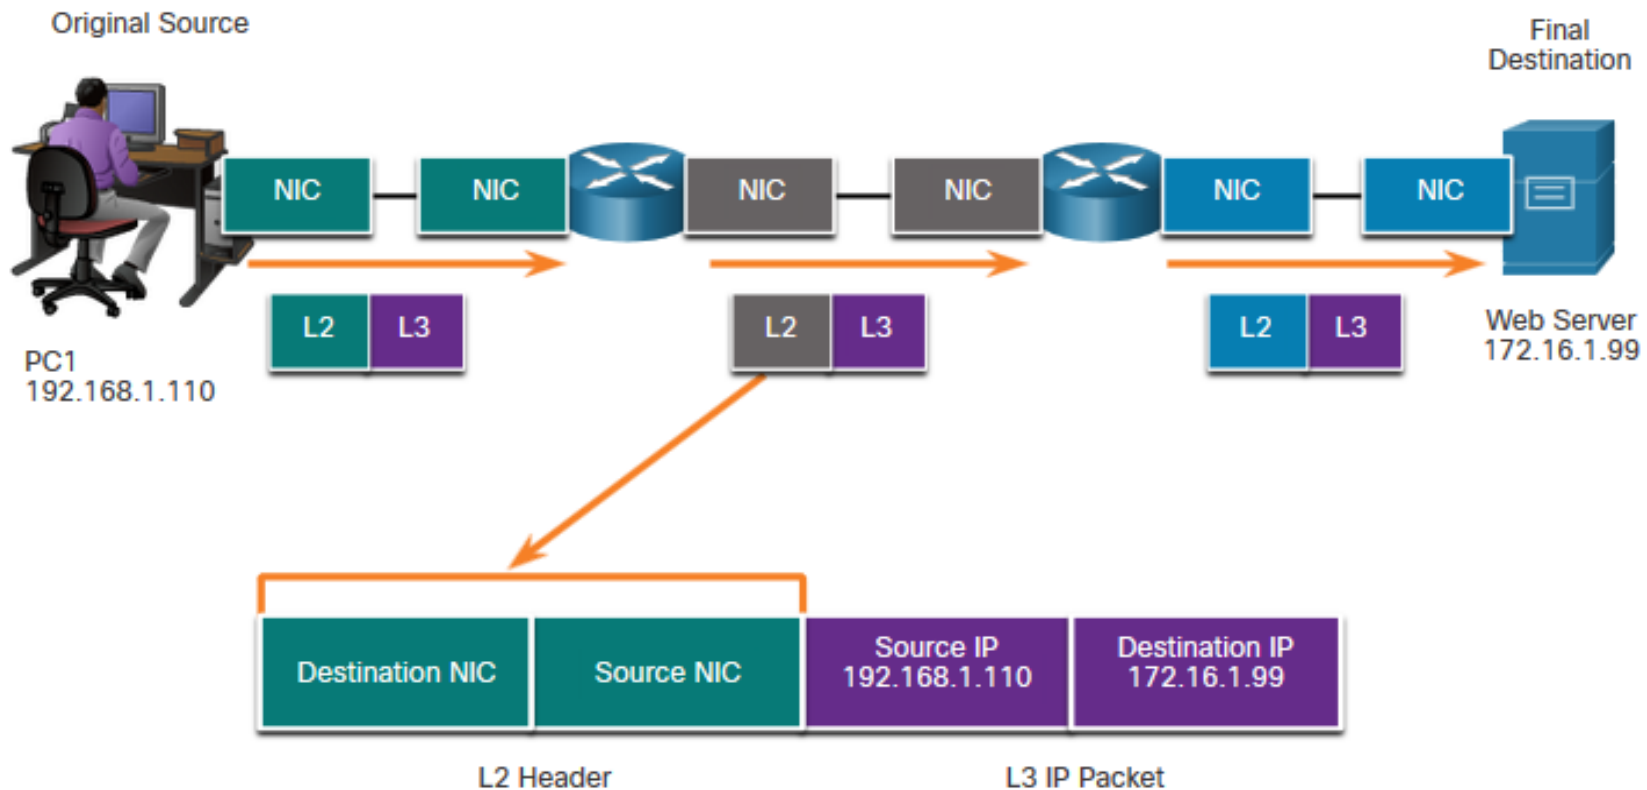 Original Source
Final
Destination
NIC
NIC
NIC
NIC
NIC
NIC
L2
L3
L2
L3
L2
L3
PC1
192.168.1.110
Web Server
172.16.1.99
Destination NIC
Source NIC
Source IP
192.168.1.110
Destination IP
172.16.1.99
L2 Header
L3 IP Packet